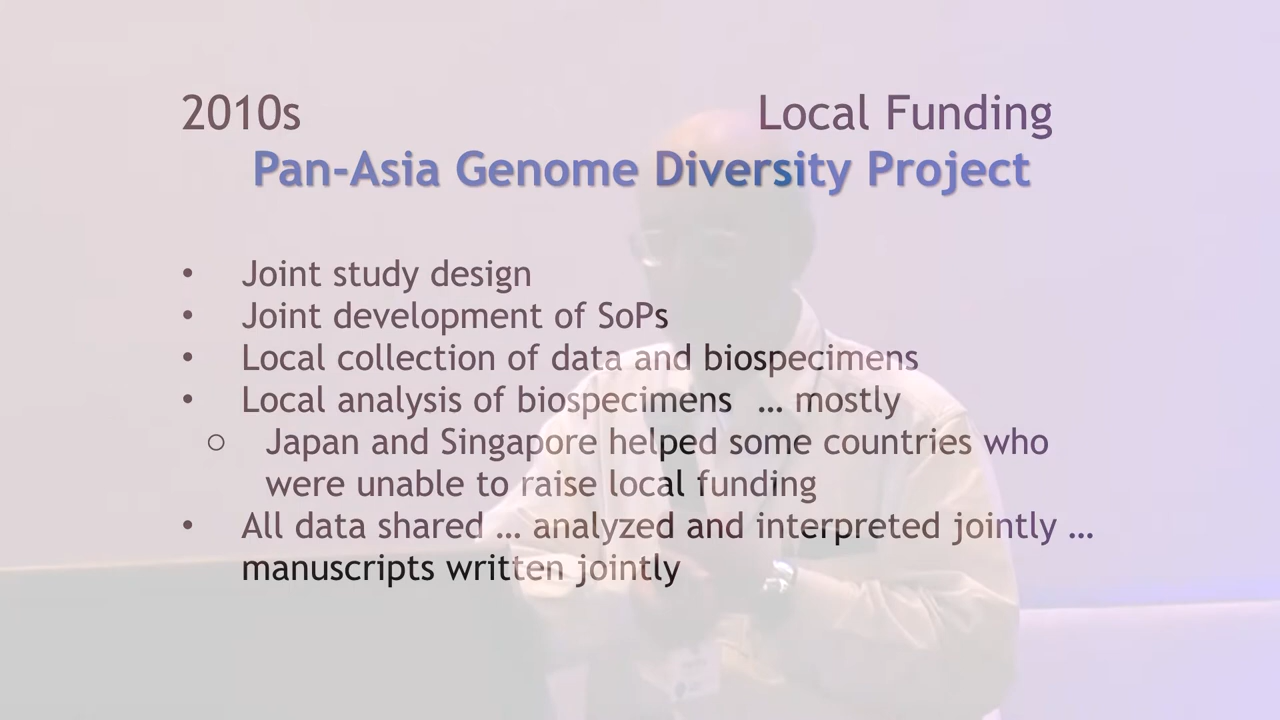 2010s Local Funding
Pan-Asia Genome Diversity Project
• Joint study design
• Joint development of SoPs
• Local collection of data and biospecimens
• Local analysis of biospecimens … mostly
○ Japan and Singapore helped some countries who
were unable to raise local funding
• All data shared … analyzed and interpreted jointly …
manuscripts written jointly